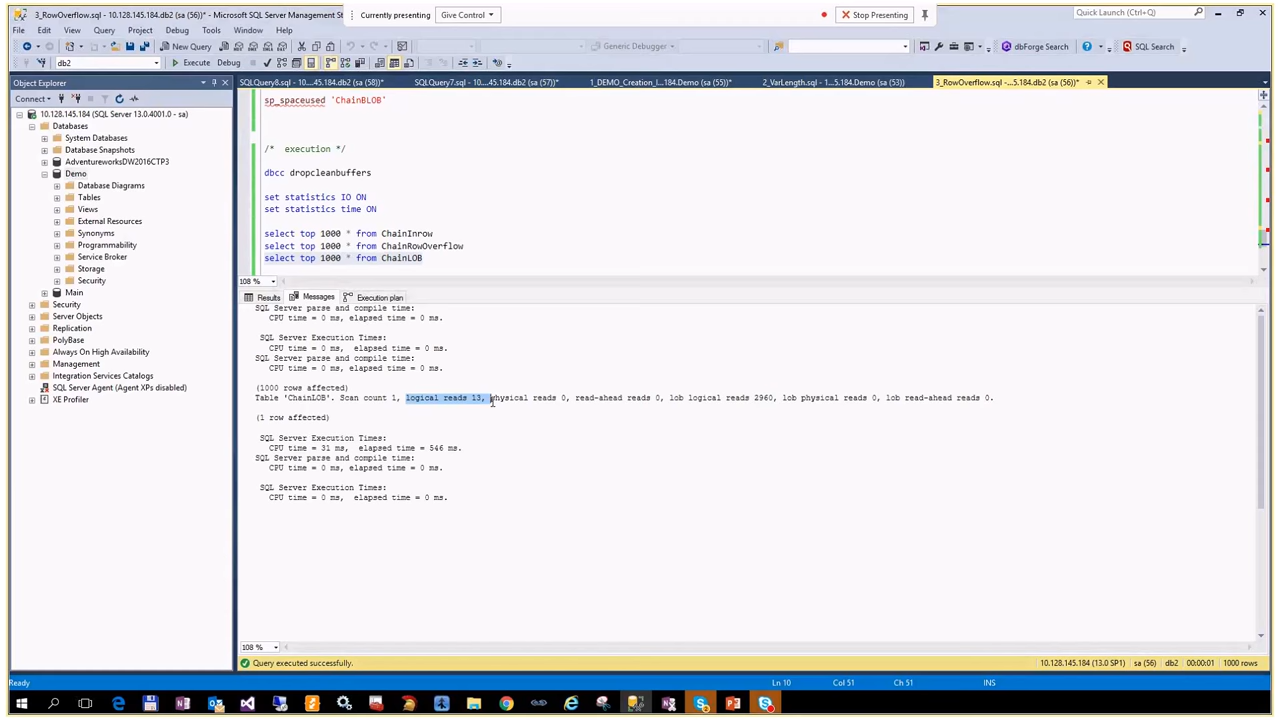 3_RowOverflow.sql - 10.128.145.184.db2 (sa (56))* - Microsoft SQL Server Management St
Currently presenting
Give Control
Stop Presenting
Quick Launch (Ctrl+Q)
File Edit View Query Project Debug Tools Window Help
New Query
Generic Debugger
dbForge Search
SQL Search
db2
Execute Debug
Object Explorer
SQLQuery8.sql - 10....45.184.db2 (sa (58))*
SQLQuery7.sql - 10....45.184.db2 (sa (57))*
1_DEMO_Creation_I...184.Demo (sa (54))*
2_VarLength.sql - 1...5.184.Demo (sa (53))
3_RowOverflow.sql -...5.184.db2 (sa (56))*
Connect
10.128.145.184 (SQL Server 13.0.4001.0 - sa)
Databases
System Databases
Database Snapshots
AdventureworksDW2016CTP3
Demo
Database Diagrams
Tables
Views
External Resources
Synonyms
Programmability
Service Broker
Storage
Security
Main
Security
Server Objects
Replication
PolyBase
Always On High Availability
Management
Integration Services Catalogs
SQL Server Agent (Agent XPs disabled)
XE Profiler
sp_spaceused 'ChainBLOB'
/* execution */
dbcc dropcleanbuffers
set statistics IO ON
set statistics time ON
select top 1000 * from ChainInrow
select top 1000 * from ChainRowOverflow
select top 1000 * from ChainLOB
108 %
Results Messages Execution plan
SQL Server parse and compile time:
CPU time = 0 ms, elapsed time = 0 ms.
SQL Server Execution Times:
CPU time = 0 ms, elapsed time = 0 ms.
SQL Server parse and compile time:
CPU time = 0 ms, elapsed time = 0 ms.
(1000 rows affected)
Table 'ChainLOB'. Scan count 1, logical reads 13, physical reads 0, read-ahead reads 0, lob logical reads 2960, lob physical reads 0, lob read-ahead reads 0.
(1 row affected)
SQL Server Execution Times:
CPU time = 31 ms, elapsed time = 546 ms.
SQL Server parse and compile time:
CPU time = 0 ms, elapsed time = 0 ms.
SQL Server Execution Times:
CPU time = 0 ms, elapsed time = 0 ms.
108 %
Query executed successfully.
10.128.145.184 (13.0 SP1) sa (56) db2 00:00:01 1000 rows
Ready
Ln 10 Col 51 Ch 51 INS